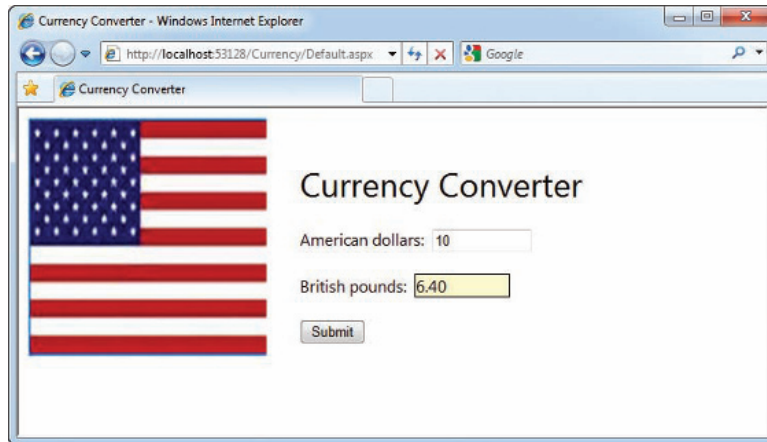 Currency Converter - Windows Internet Explorer
http://localhost:53128/Currency/Default.aspx
Google
Currency Converter
Currency Converter
American dollars: 10
British pounds: 6.40
Submit